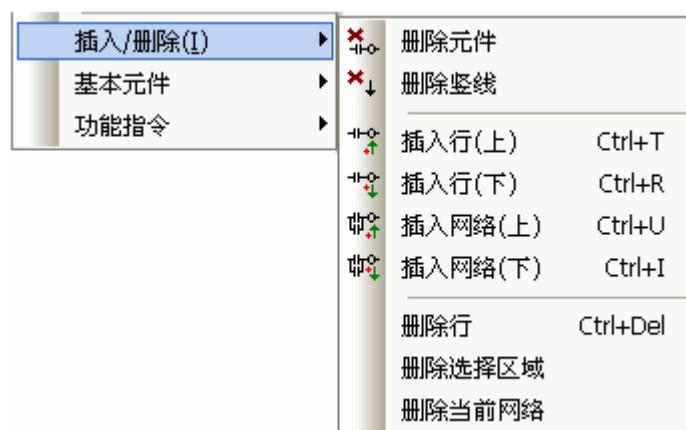 插入/删除(I)
基本元件
功能指令
删除元件
删除竖线
插入行(上) Ctrl+T
插入行(下) Ctrl+R
插入网络(上) Ctrl+U
插入网络(下) Ctrl+I
删除行 Ctrl+Del
删除选择区域
删除当前网络